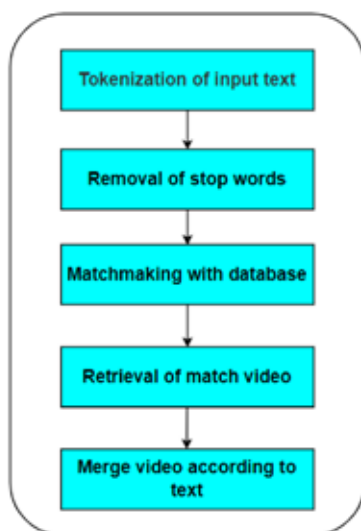 Tokenization of input text
Removal of stop words
Matchmaking with database
Retrieval of match video
Merge video according to
text